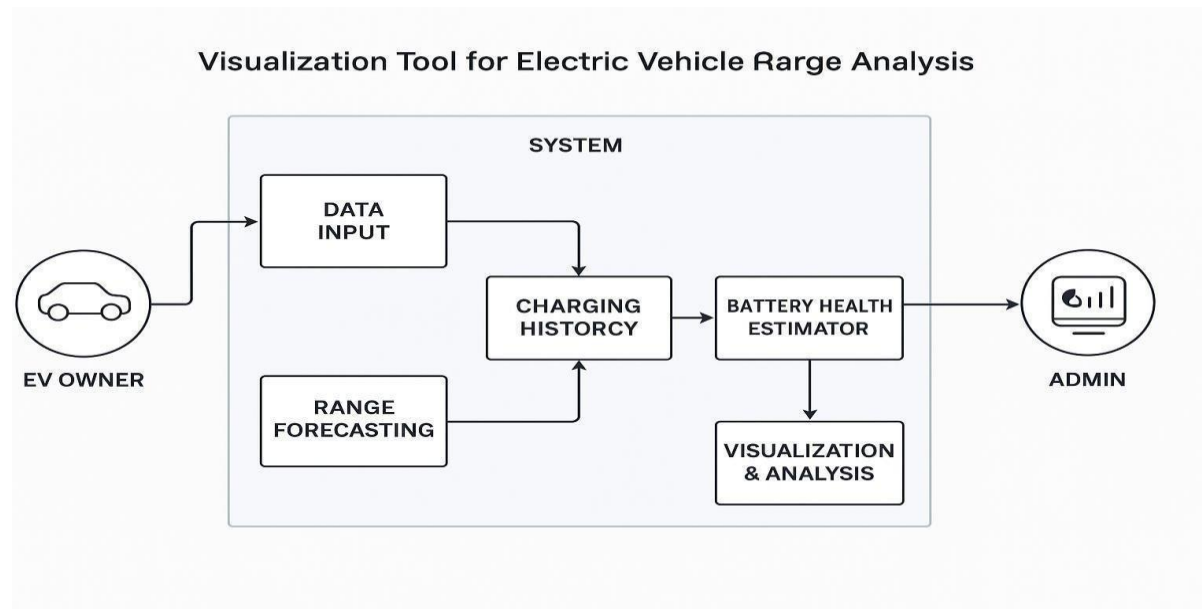 Visualization Tool for Electric Vehicle Rarge Analysis
SYSTEM
DATA
INPUT
CHARGING
HISTORCY
BATTERY HEALTH
ESTIMATOR
EV OWNER
ADMIN
RANGE
FORECASTING
VISUALIZATION
& ANALYSIS